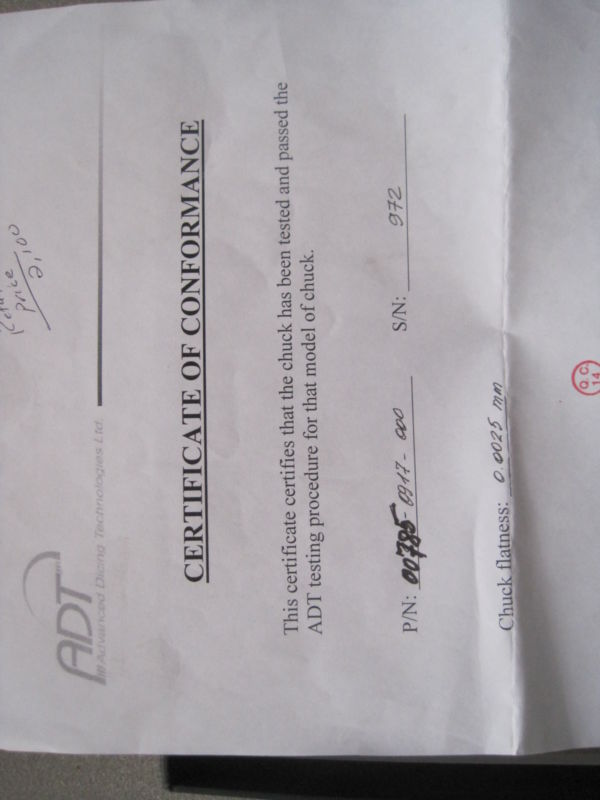 Retail
price
2,100
ADT
Advanced Dicing Technologies Ltd.
CERTIFICATE OF CONFORMANCE
This certificate certifies that the chuck has been tested and passed the
ADT testing procedure for that model of chuck.
P/N: 00785-0917-000 S/N: 972
Chuck flatness: 0.0025 mm
Q.C.
14